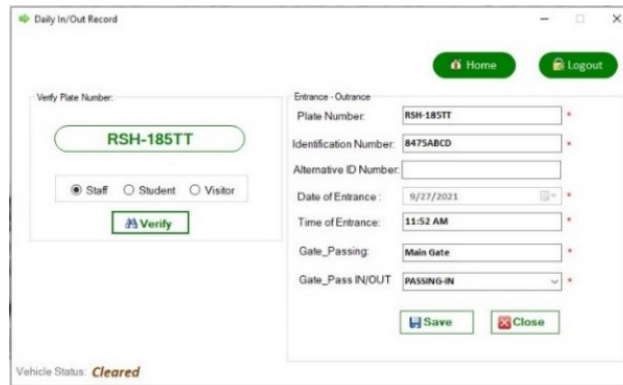 Daily In/Out Record
Home
Logout
Verify Plate Number:
RSH-185TT
Staff
Student
Visitor
Verify
Entrance - Outrance
Plate Number: RSH-185TT *
Identification Number: 8475ABCD *
Alternative ID Number:
Date of Entrance : 9/27/2021 *
Time of Entrance: 11:52 AM *
Gate_Passing: Main Gate *
Gate_Pass IN/OUT PASSING-IN *
Save
Close
Vehicle Status: Cleared